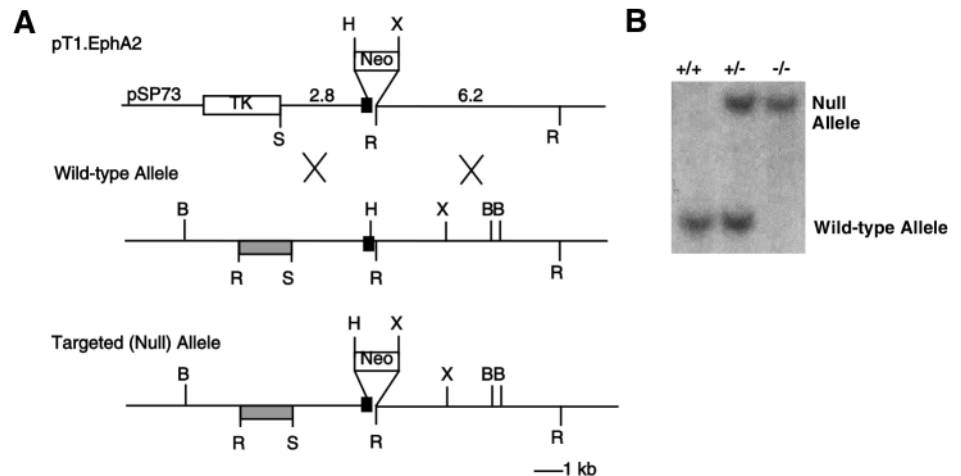 A
pT1.EphA2
H X
Neo
pSP73 TK 2.8 6.2
S R R
Wild-type Allele
B H X BB
R S R R
Targeted (Null) Allele
H X
Neo
B X BB
R S R R
1 kb
B
+/+ +/- -/-
Null
Allele
Wild-type Allele